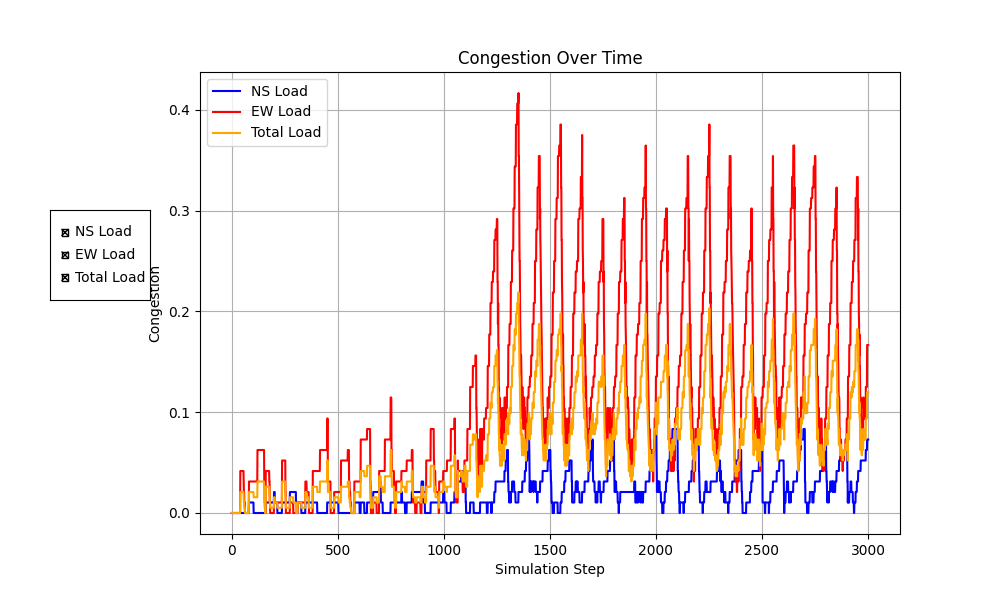 Congestion Over Time
NS Load
EW Load
Total Load
NS Load
EW Load
Total Load
Congestion
0.4
0.3
0.2
0.1
0.0
0
500
1000
1500
2000
2500
3000
Simulation Step